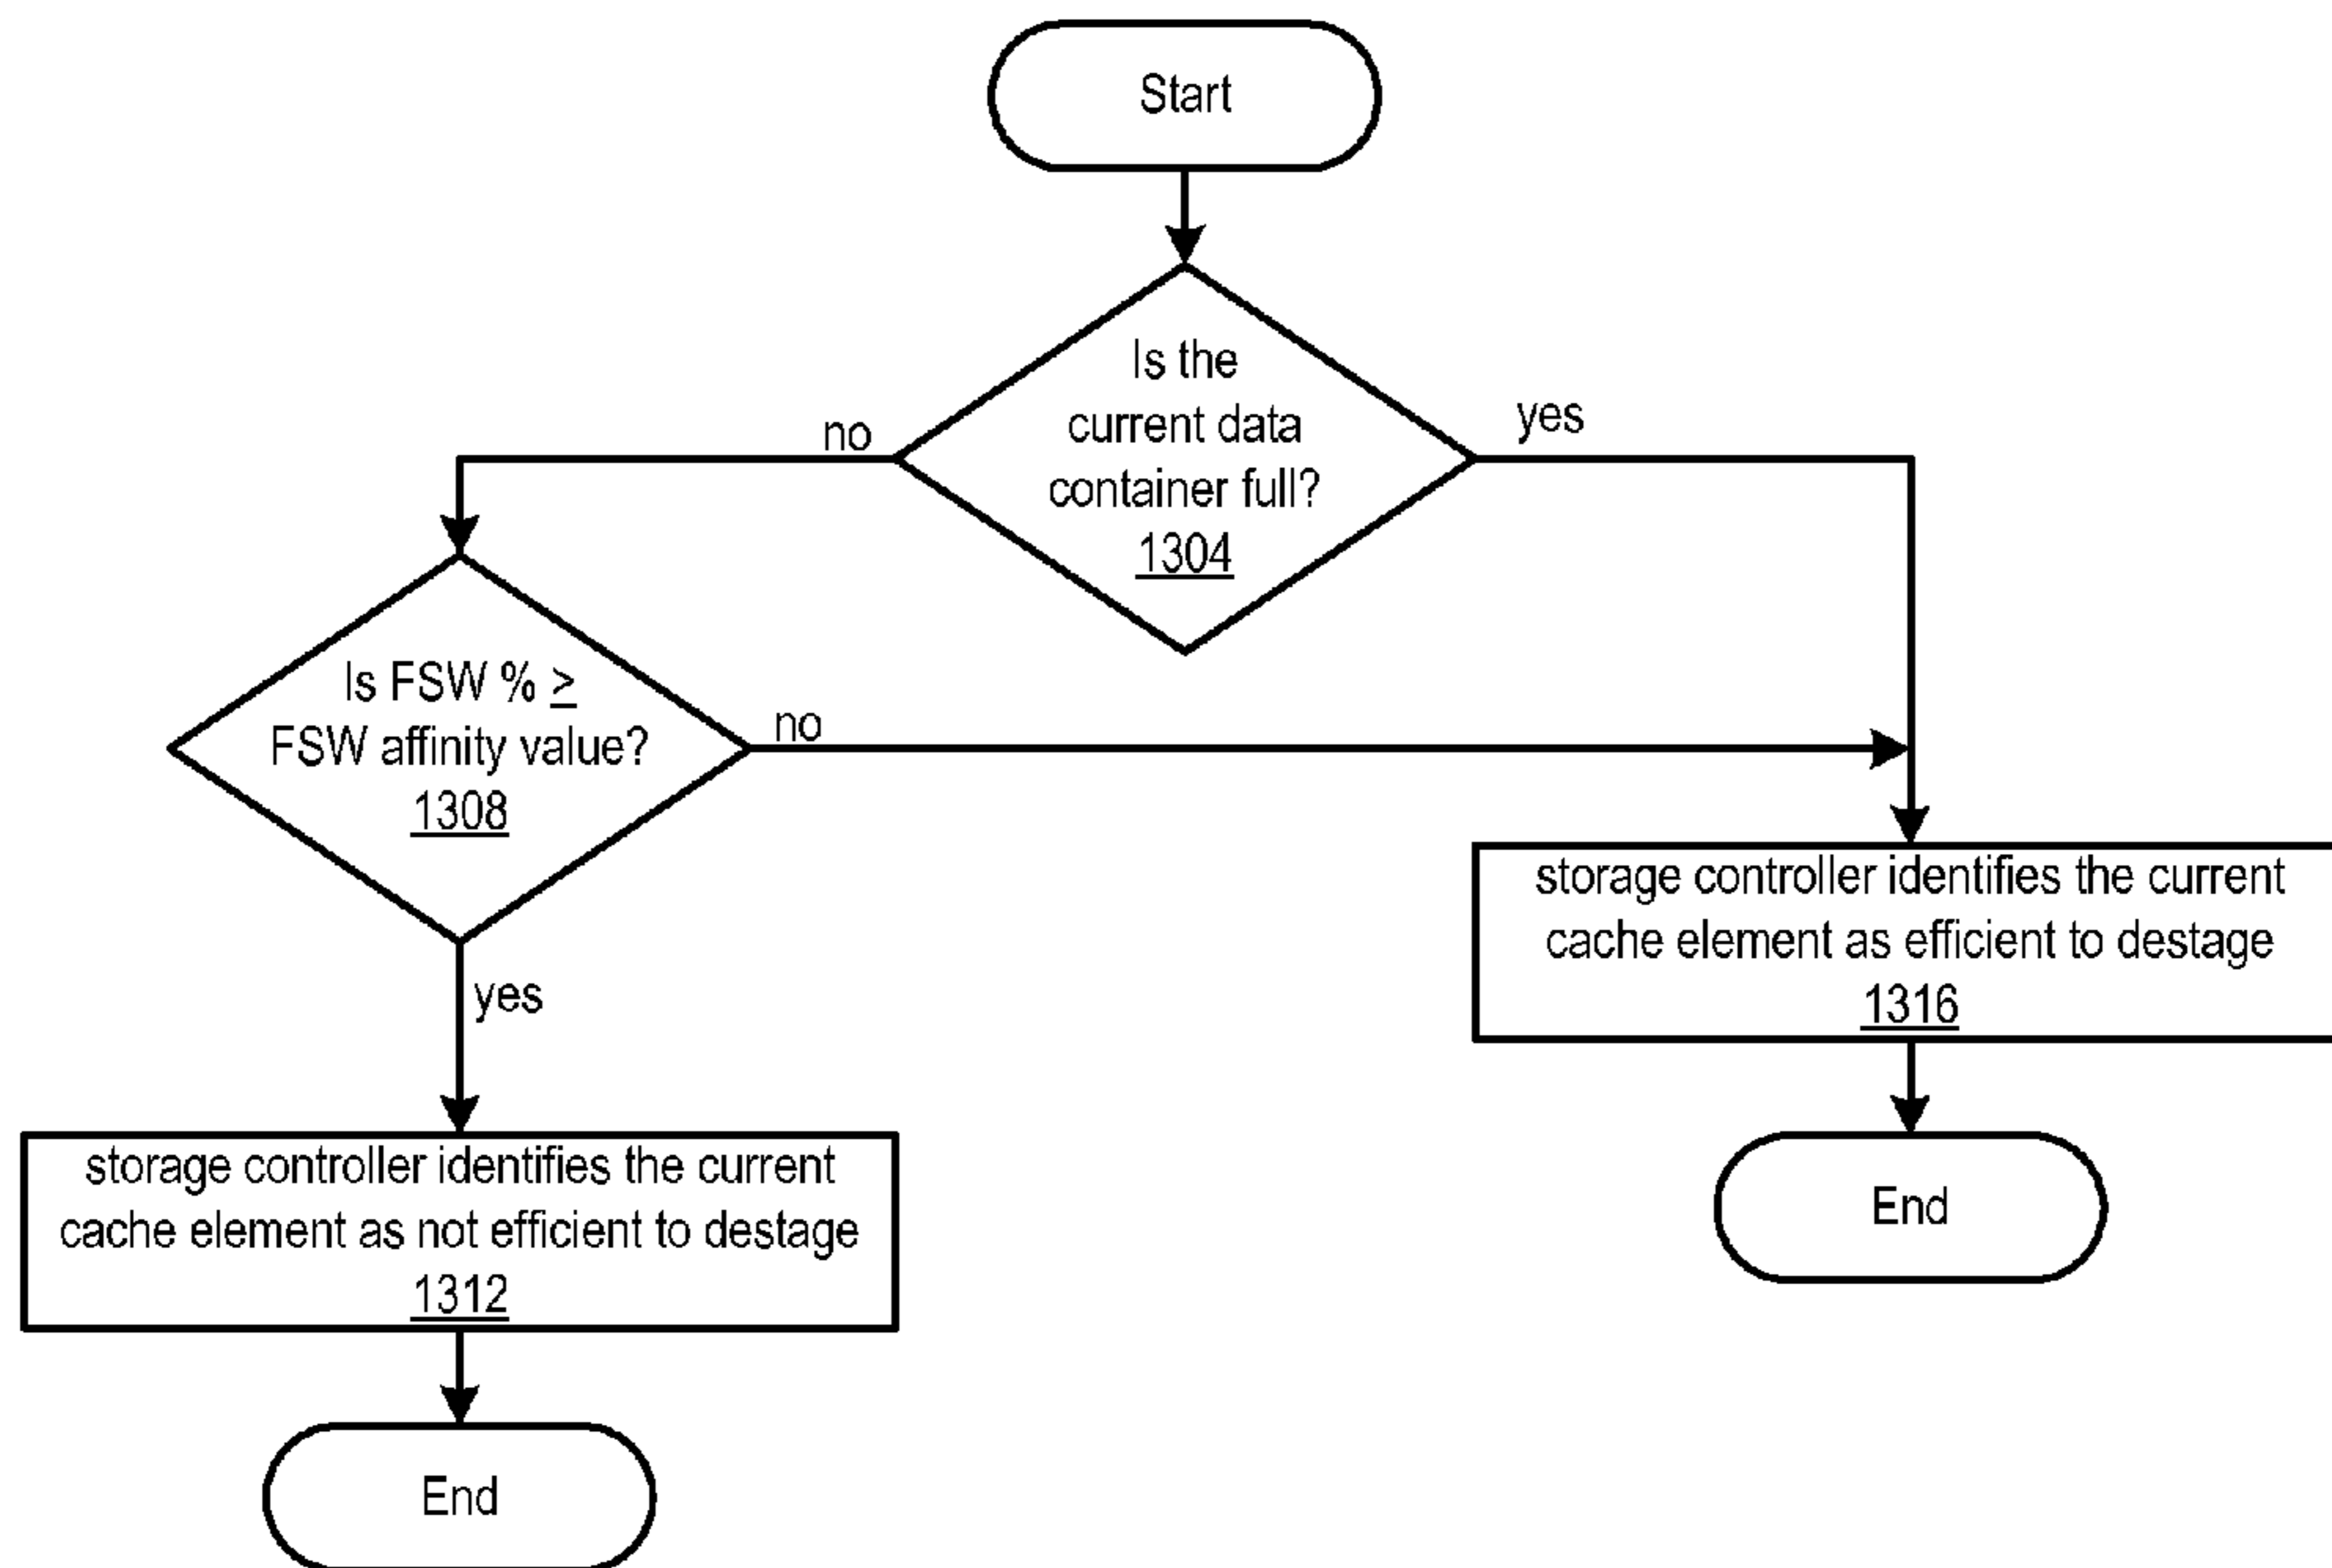 Start
Is the
current data
container full?
1304
no
yes
Is FSW % ≥
FSW affinity value?
1308
no
yes
storage controller identifies the current
cache element as efficient to destage
1316
End
storage controller identifies the current
cache element as not efficient to destage
1312
End